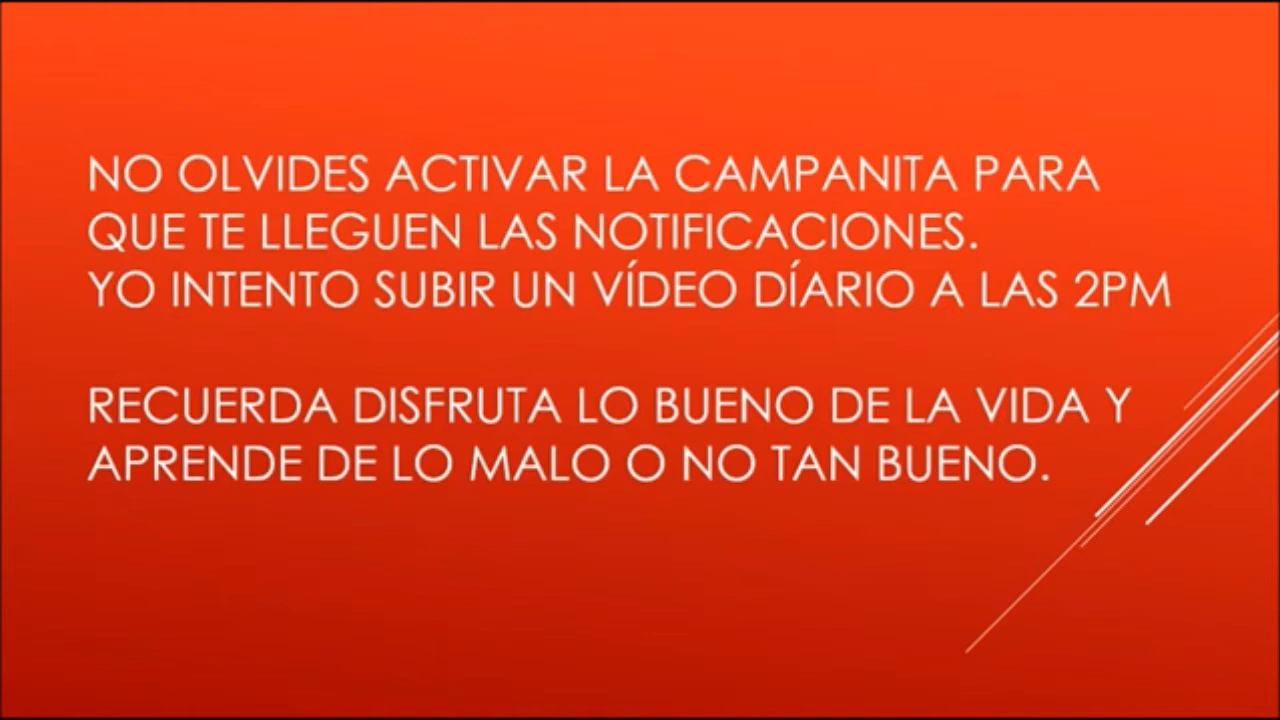 NO OLVIDES ACTIVAR LA CAMPANITA PARA
QUE TE LLEGUEN LAS NOTIFICACIONES.
YO INTENTO SUBIR UN VÍDEO DÍARIO A LAS 2PM
RECUERDA DISFRUTA LO BUENO DE LA VIDA Y
APRENDE DE LO MALO O NO TAN BUENO.